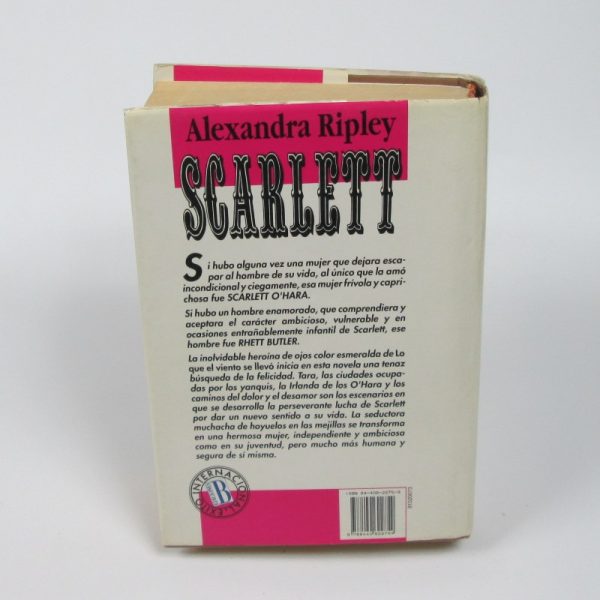 Alexandra Ripley
SCARLETT
Si hubo alguna vez una mujer que dejara esca-
par al hombre de su vida, al único que la amó
incondicional y ciegamente, esa mujer frívola y capri-
chosa fue SCARLETT O'HARA.
Si hubo un hombre enamorado, que comprendiera y
aceptara el carácter ambicioso, vulnerable y en
ocasiones entrañablemente infantil de Scarlett, ese
hombre fue RHETT BUTLER.
La inolvidable heroína de ojos color esmeralda de Lo
que el viento se llevó inicia en esta novela una tenaz
búsqueda de la felicidad. Tara, las ciudades ocupa-
das por los yanquis, la Irlanda de los O'Hara y los
caminos del dolor y el desamor son los escenarios en
que se desarrolla la perseverante lucha de Scarlett
por dar un nuevo sentido a su vida. La seductora
muchacha de hoyuelos en las mejillas se transforma
en una hermosa mujer, independiente y ambiciosa
como en su juventud, pero mucho más humana y
segura de sí misma.
EXITO INTERNACIONAL
B
ISBN